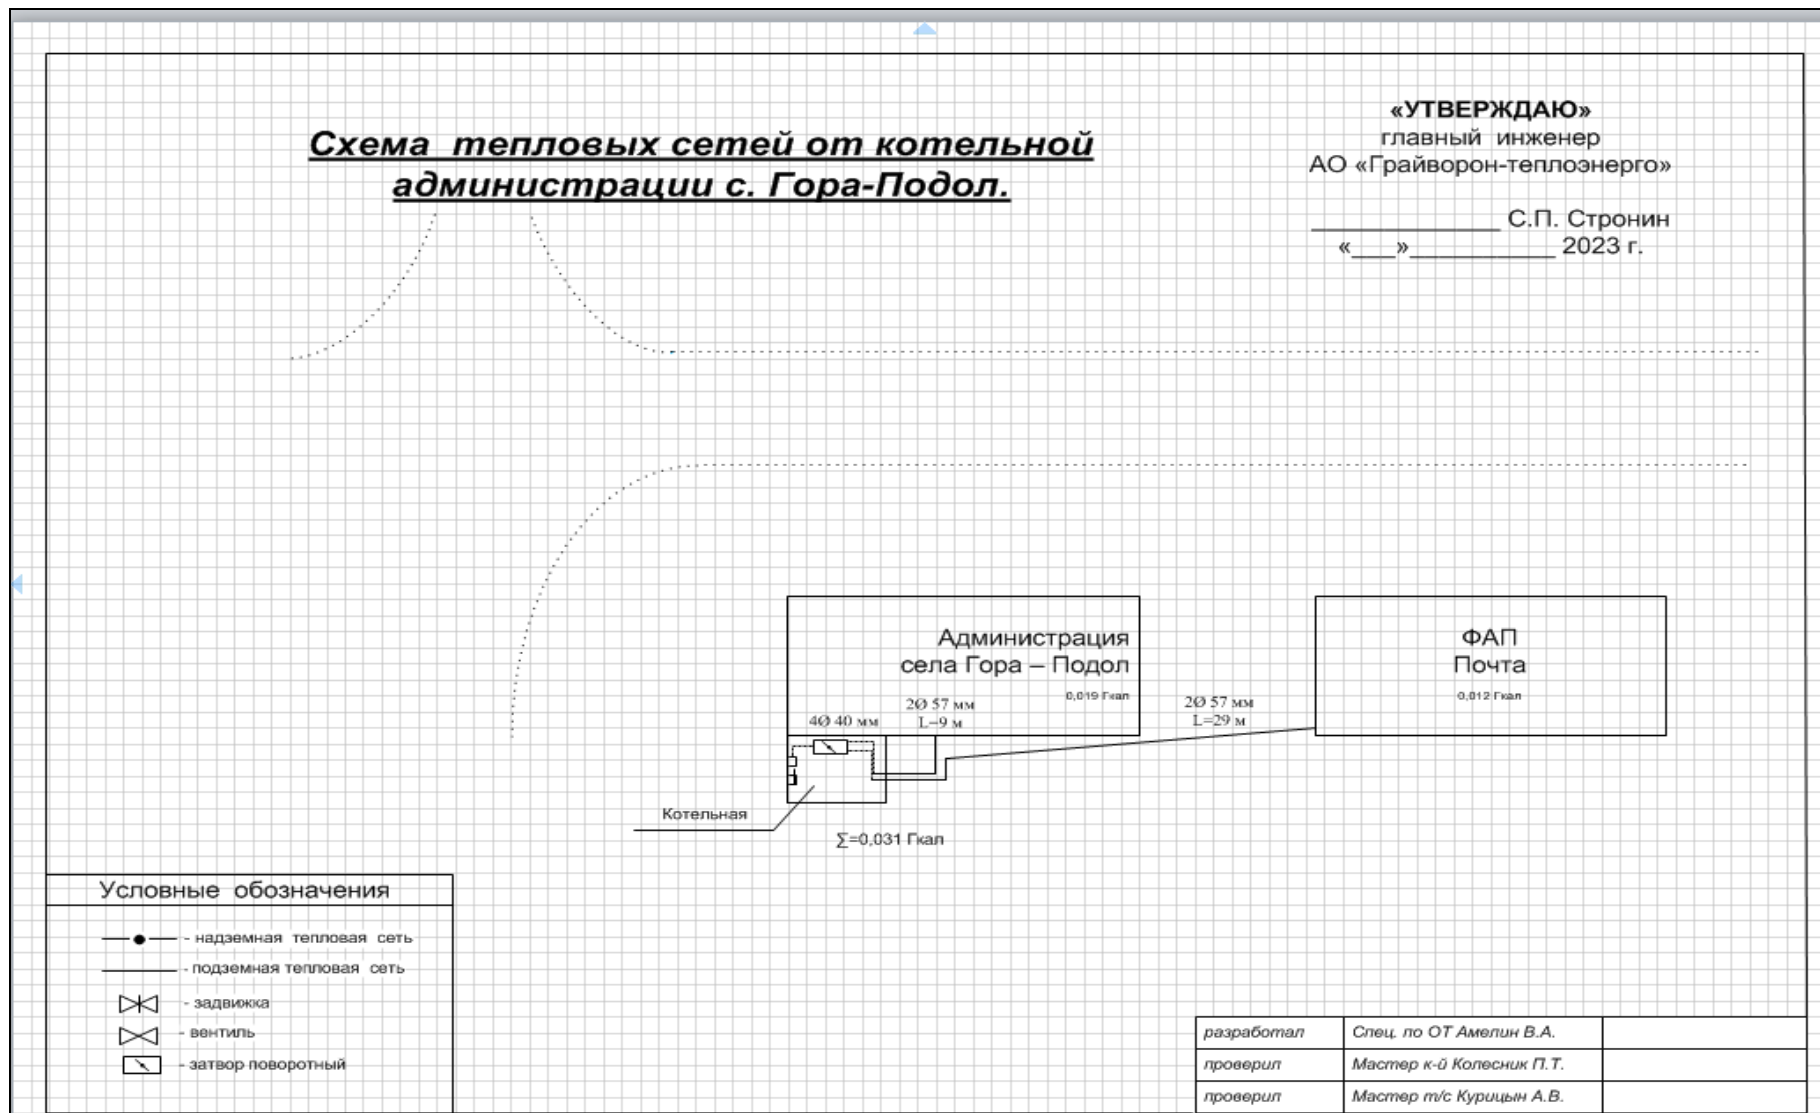 Схема тепловых сетей от котельной
администрации с. Гора-Подол.
«УТВЕРЖДАЮ»
главный инженер
АО «Грайворон-теплоэнерго»
_____________ С.П. Стронин
«___»__________ 2023 г.
Администрация
села Гора – Подол
0,019 Гкал
ФАП
Почта
0,012 Гкал
4Ø 40 мм
2Ø 57 мм
L=9 м
2Ø 57 мм
L=29 м
Котельная
∑=0,031 Гкал
Условные обозначения
- надземная тепловая сеть
- подземная тепловая сеть
- задвижка
- вентиль
- затвор поворотный
разработал Спец. по ОТ Амелин В.А.
проверил Мастер к-й Колесник П.Т.
проверил Мастер т/с Курицын А.В.